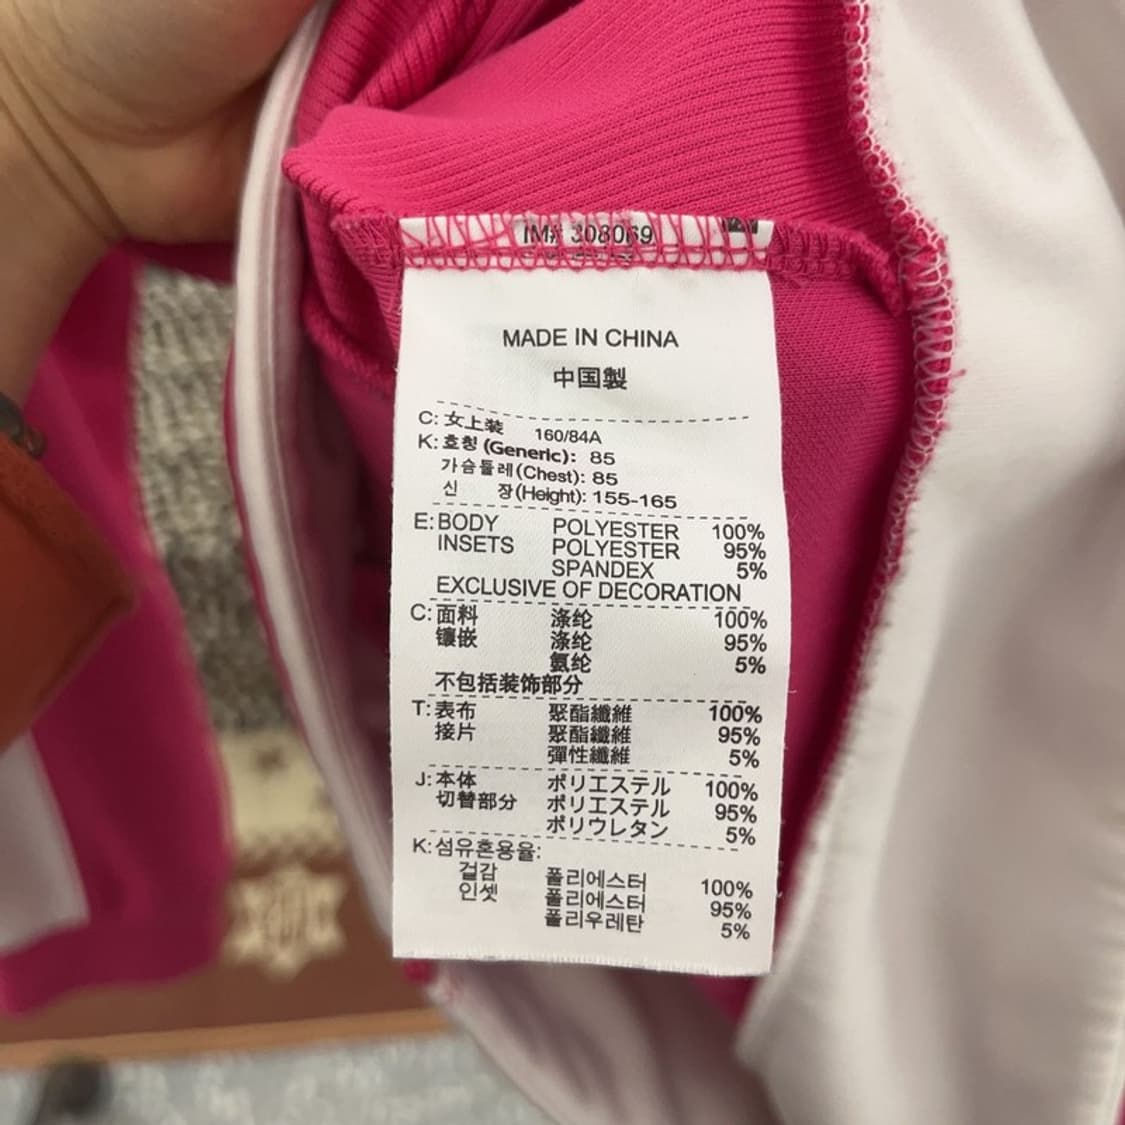 IM# 308069
MADE IN CHINA
中国製
C: 女上装 160/84A
K: 호칭 (Generic): 85
가슴둘레(Chest): 85
신 장(Height): 155-165
E: BODY POLYESTER 100%
INSETS POLYESTER 95%
SPANDEX 5%
EXCLUSIVE OF DECORATION
C: 面料 涤纶 100%
镶嵌 涤纶 95%
氨纶 5%
不包括装饰部分
T: 表布 聚酯纖維 100%
接片 聚酯纖維 95%
彈性纖維 5%
J: 本体 ポリエステル 100%
切替部分 ポリエステル 95%
ポリウレタン 5%
K: 섬유혼용율:
겉감 폴리에스터 100%
인셋 폴리에스터 95%
폴리우레탄 5%